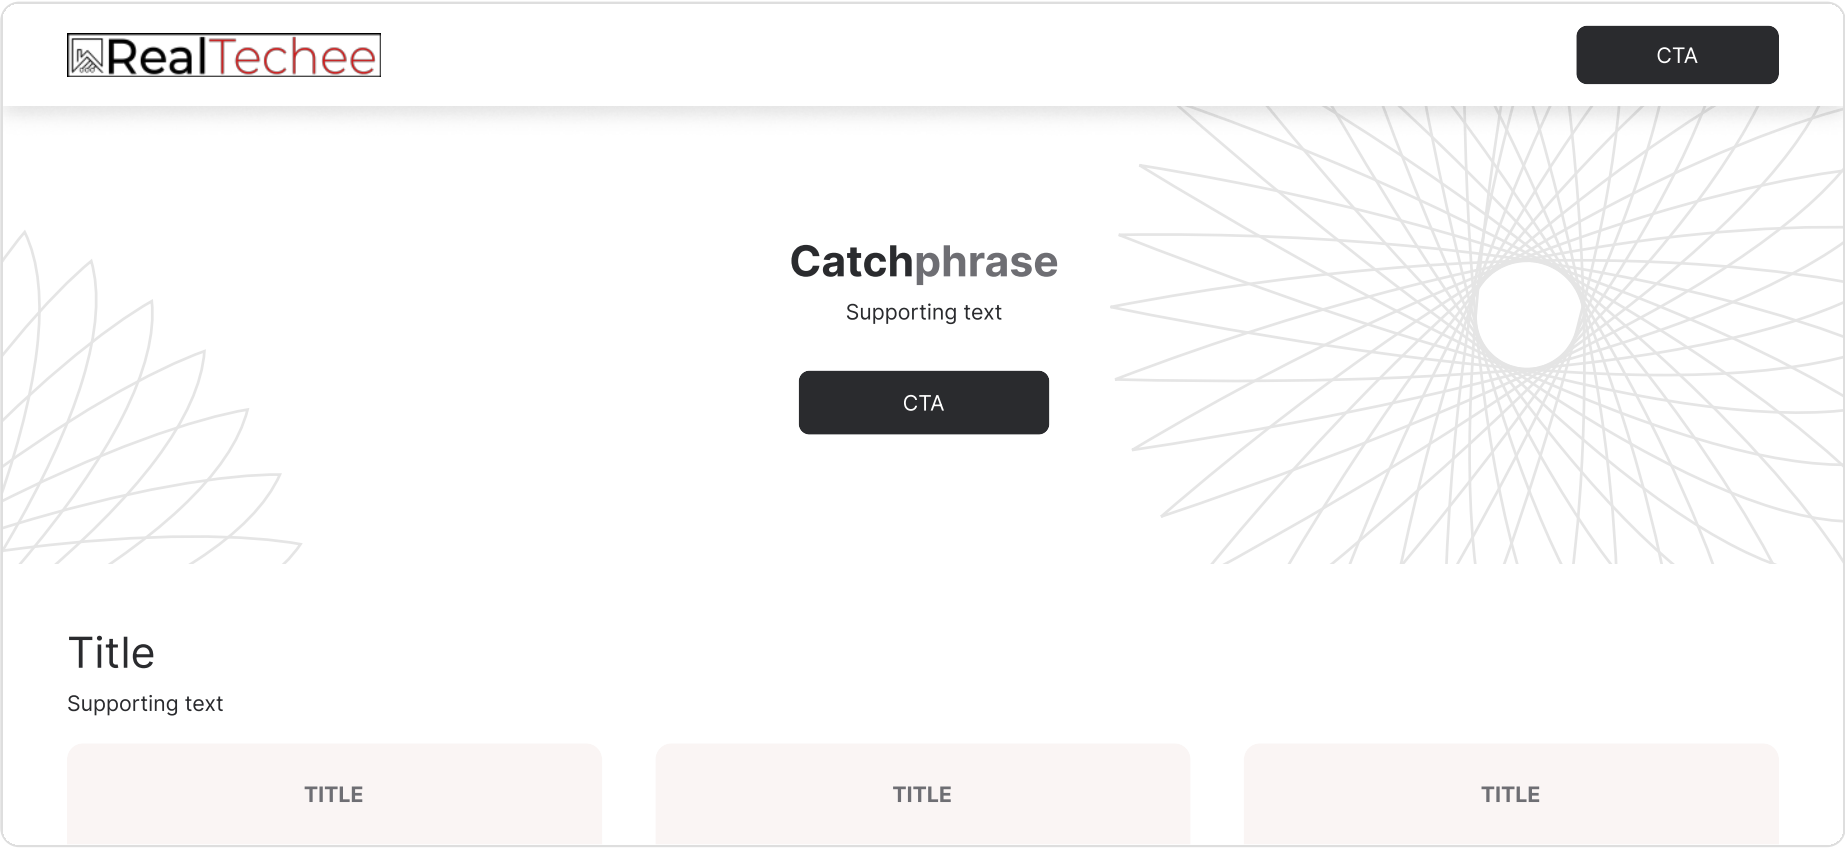 RealTechee
CTA
Catchphrase
Supporting text
CTA
Title
Supporting text
TITLE
TITLE
TITLE